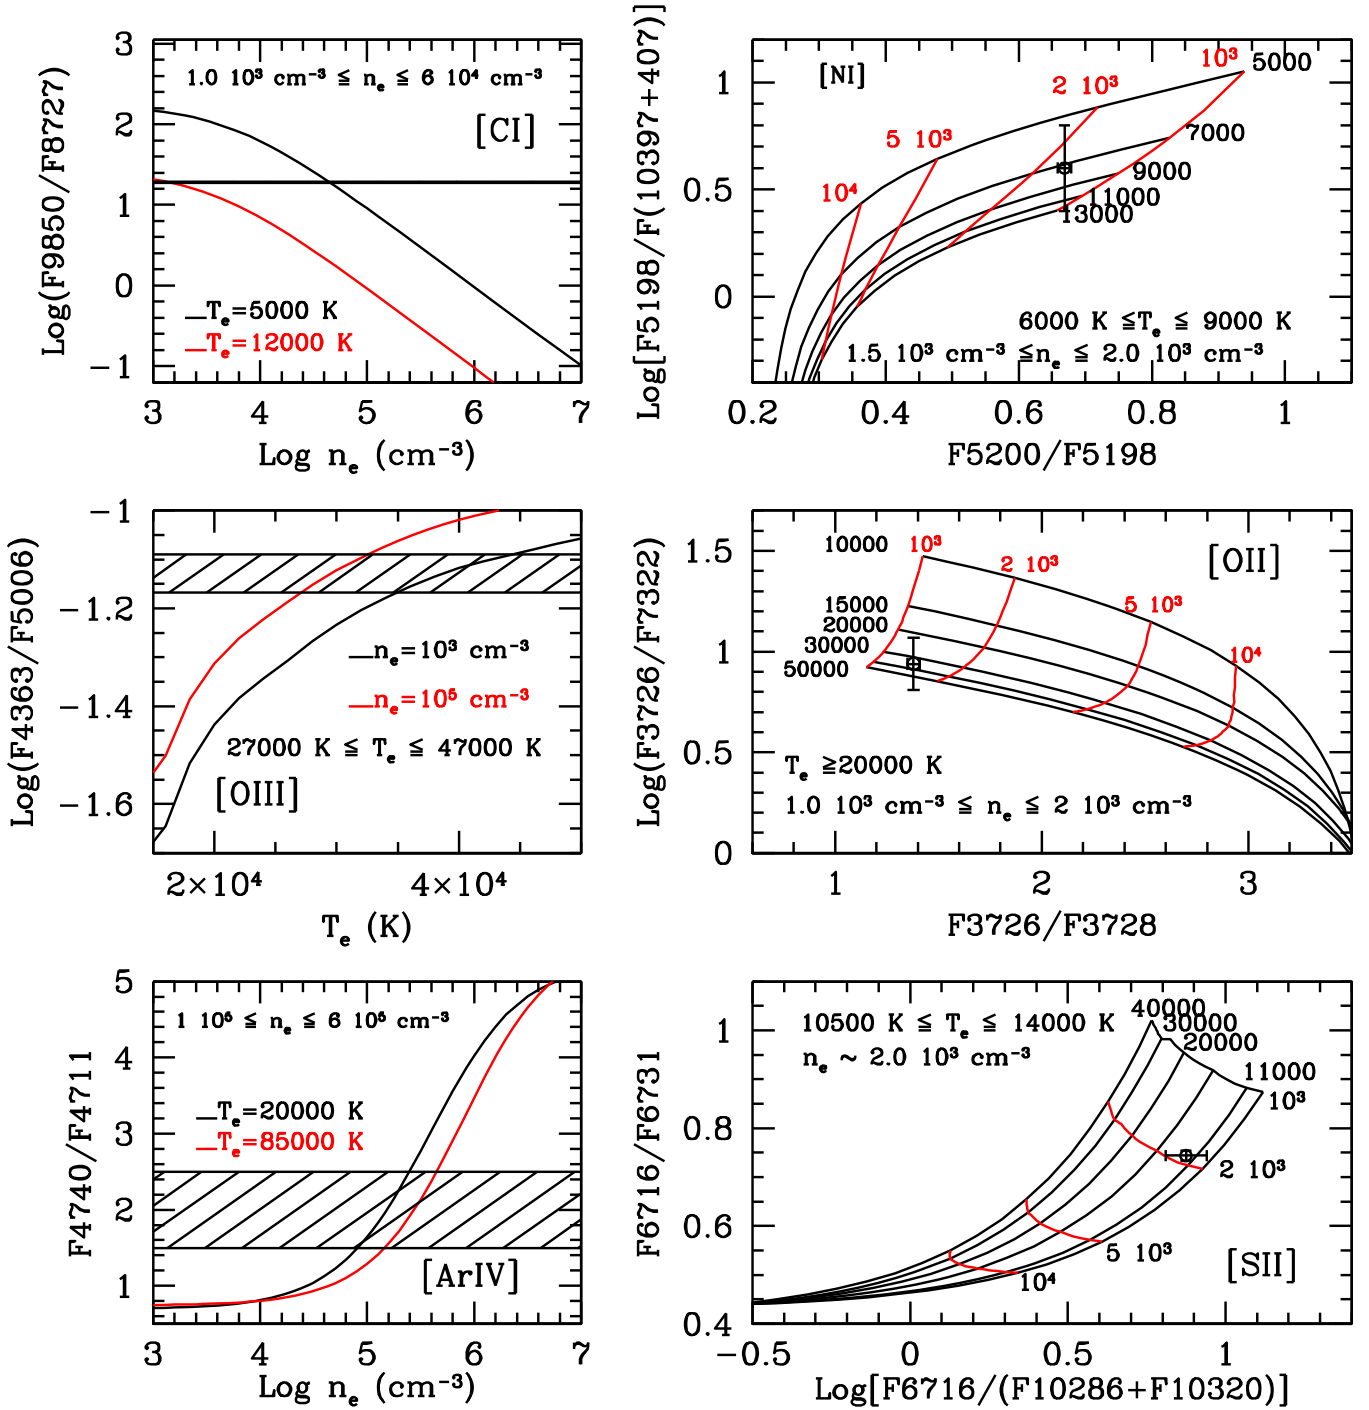 Log(F9850/F8727)
3
2
1
0
−1
1.0 10³ cm⁻³ ≦ nₑ ≦ 6 10⁴ cm⁻³
[CI]
Tₑ=5000 K
Tₑ=12000 K
3 4 5 6 7
Log nₑ (cm⁻³)
Log[F5198/F(10397+407)]
1
0.5
0
[NI]
10³
5000
2 10³
7000
5 10³
9000
10⁴
11000
13000
6000 K ≦Tₑ ≦ 9000 K
1.5 10³ cm⁻³ ≦nₑ ≦ 2.0 10³ cm⁻³
0.2 0.4 0.6 0.8 1
F5200/F5198
Log(F4363/F5006)
−1
−1.2
−1.4
−1.6
nₑ=10³ cm⁻³
nₑ=10⁵ cm⁻³
27000 K ≦ Tₑ ≦ 47000 K
[OIII]
2×10⁴ 4×10⁴
Tₑ (K)
Log(F3726/F7322)
1.5
1
0.5
0
10000
10³
2 10³
[OII]
15000
5 10³
20000
30000
10⁴
50000
Tₑ ≧20000 K
1.0 10³ cm⁻³ ≦ nₑ ≦ 2 10³ cm⁻³
1 2 3
F3726/F3728
F4740/F4711
5
4
3
2
1
1 10⁵ ≦ nₑ ≦ 6 10⁵ cm⁻³
Tₑ=20000 K
Tₑ=85000 K
[ArIV]
3 4 5 6 7
Log nₑ (cm⁻³)
F6716/F6731
1
0.8
0.6
0.4
10500 K ≦ Tₑ ≦ 14000 K
nₑ ~ 2.0 10³ cm⁻³
40000
30000
20000
11000
10³
2 10³
5 10³
10⁴
[SII]
−0.5 0 0.5 1
Log[F6716/(F10286+F10320)]